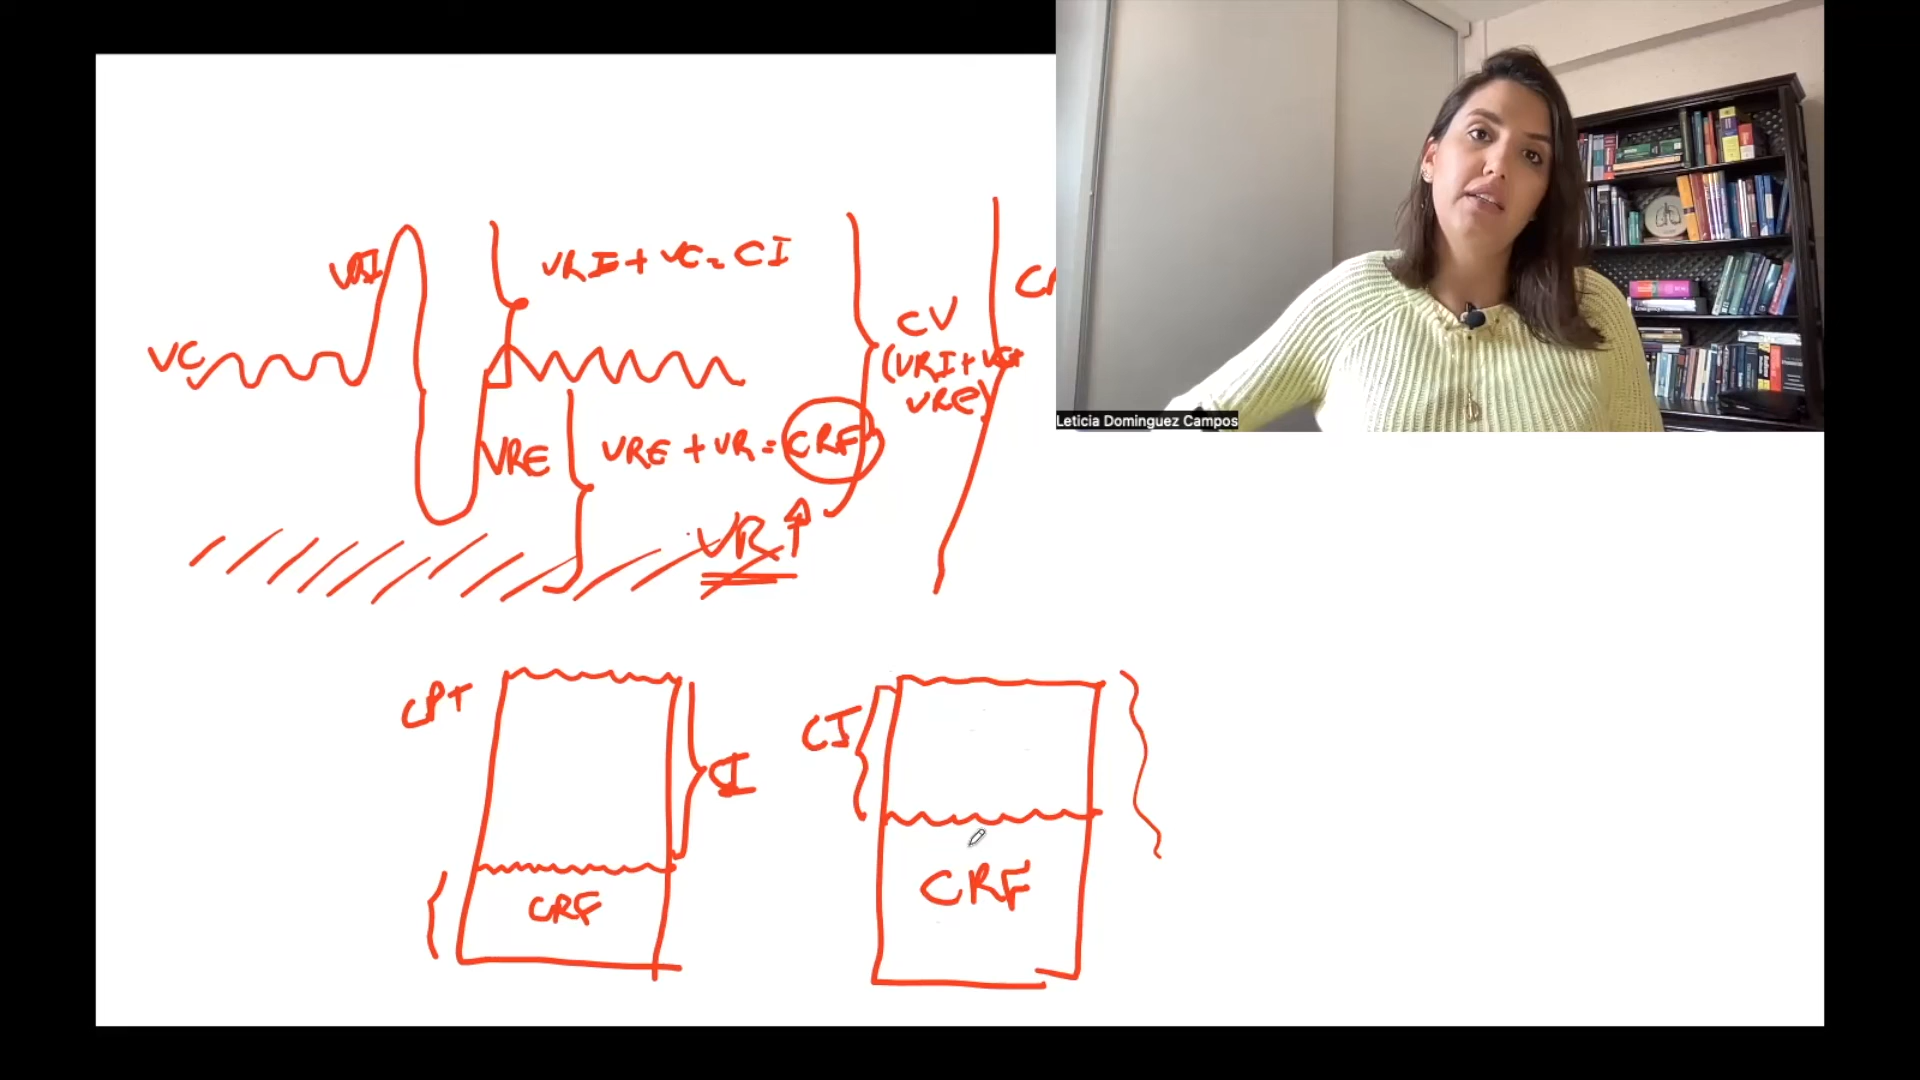 VRI
VRI + VC = CI
VC
CV
(VRI + VC +
VRE)
VRE
VRE + VR = CRF
VR↑
CPT
CI
CRF
CI
CRF
Leticia Dominguez Campos